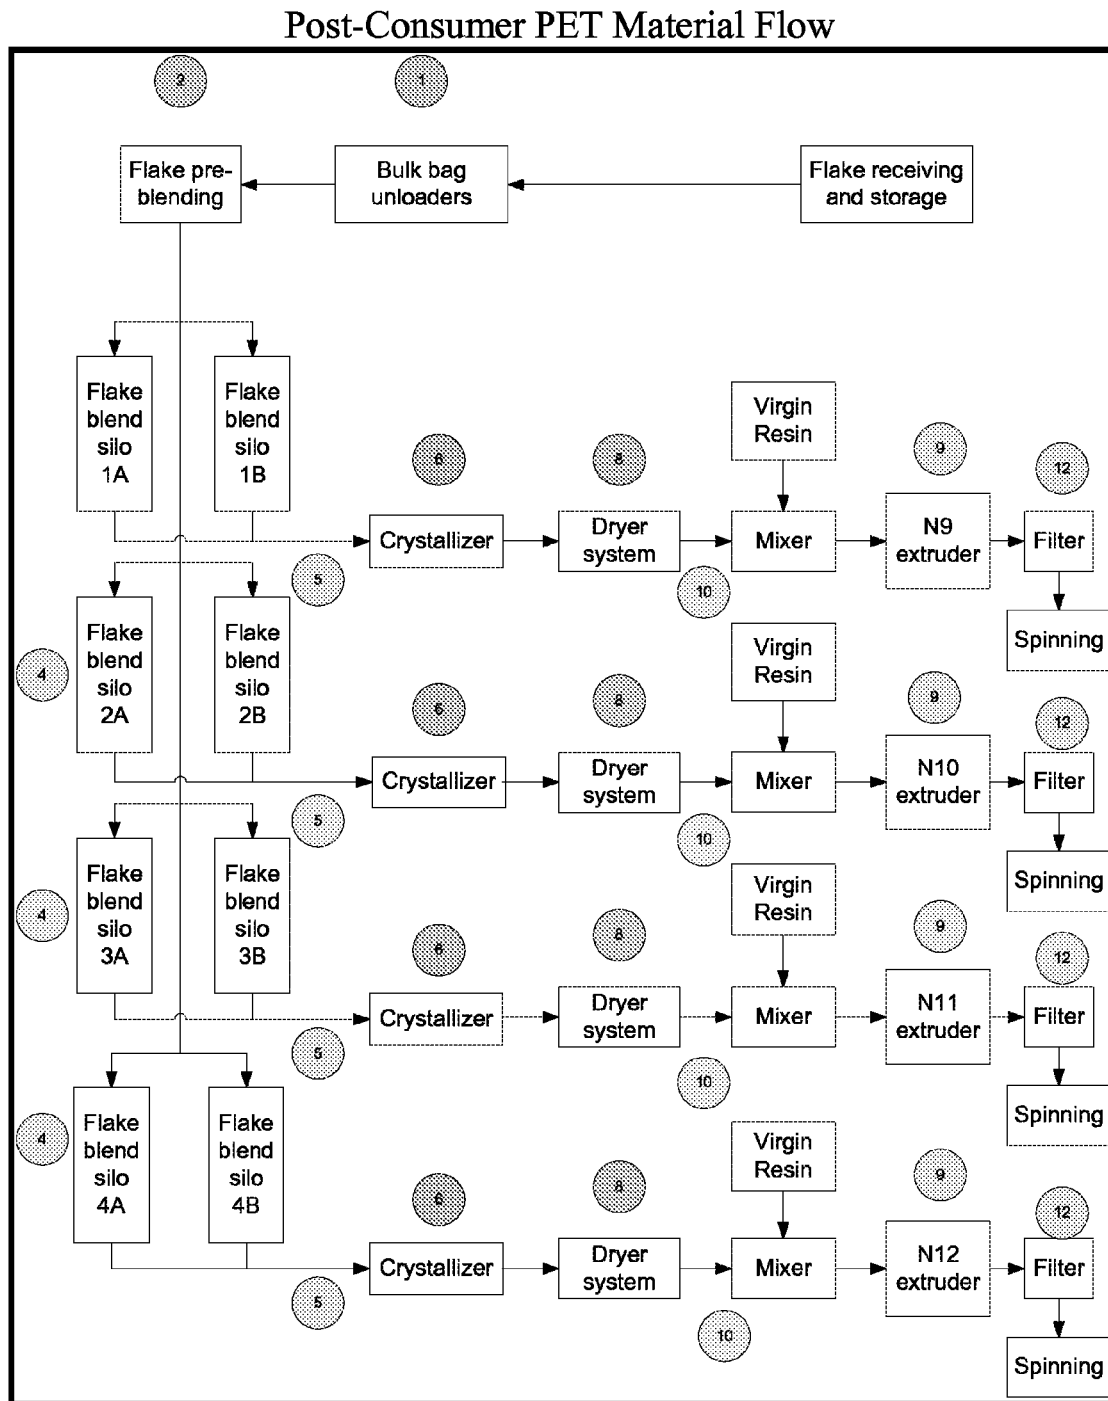 Post-Consumer PET Material Flow
2
1
Flake pre-
blending
Bulk bag
unloaders
Flake receiving
and storage
Flake
blend
silo
1A
Flake
blend
silo
1B
6
8
Virgin
Resin
9
12
Crystallizer
Dryer
system
Mixer
N9
extruder
Filter
5
10
Spinning
4
Flake
blend
silo
2A
Flake
blend
silo
2B
6
8
Virgin
Resin
9
12
Crystallizer
Dryer
system
Mixer
N10
extruder
Filter
5
10
Spinning
4
Flake
blend
silo
3A
Flake
blend
silo
3B
6
8
Virgin
Resin
9
12
Crystallizer
Dryer
system
Mixer
N11
extruder
Filter
5
10
Spinning
4
Flake
blend
silo
4A
Flake
blend
silo
4B
6
8
Virgin
Resin
9
12
Crystallizer
Dryer
system
Mixer
N12
extruder
Filter
5
10
Spinning